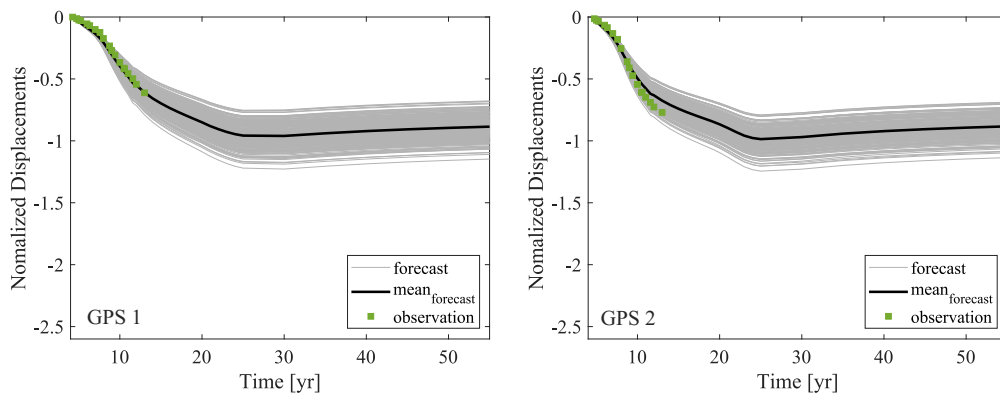 0
-0.5
-1
-1.5
-2
-2.5
Nomalized Displacements
GPS 1
forecast
mean forecast
observation
10 20 30 40 50
Time [yr]
0
-0.5
-1
-1.5
-2
-2.5
Nomalized Displacements
GPS 2
forecast
mean forecast
observation
10 20 30 40 50
Time [yr]